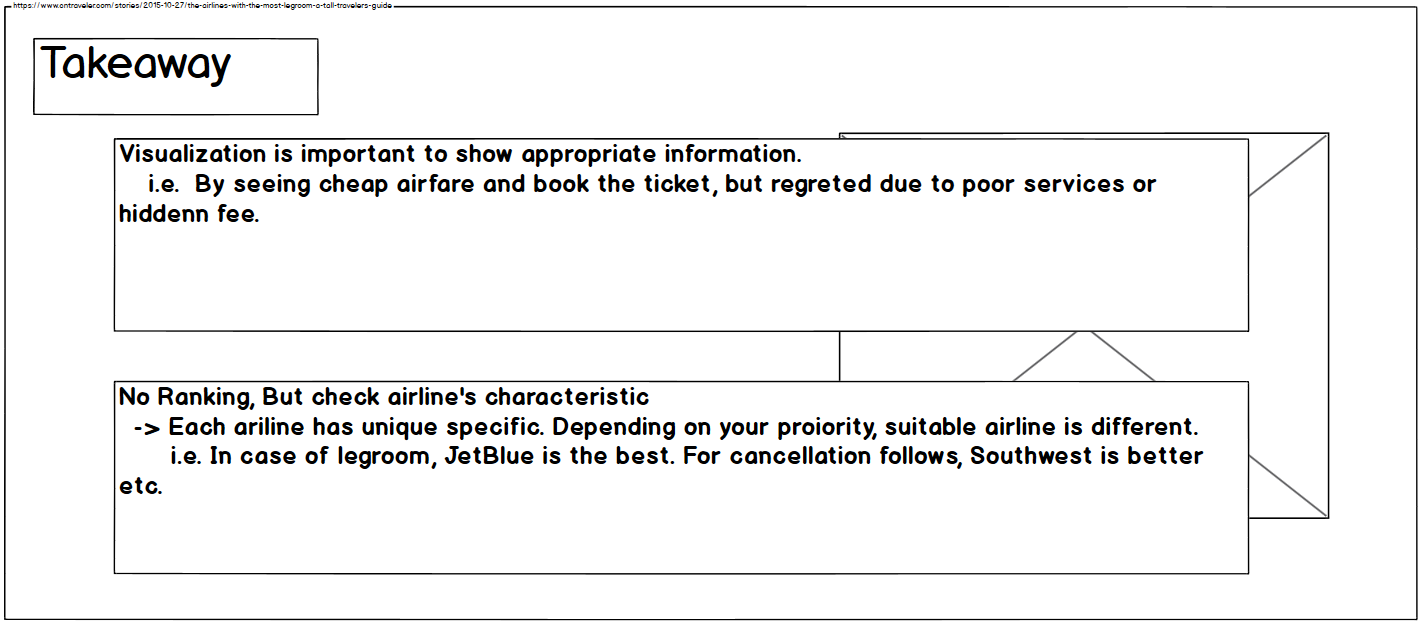 https://www.cntraveler.com/stories/2015-10-27/the-airlines-with-the-most-legroom-a-tall-travelers-guide
Takeaway
Visualization is important to show appropriate information.
i.e. By seeing cheap airfare and book the ticket, but regreted due to poor services or
hiddenn fee.
No Ranking, But check airline's characteristic
-> Each ariline has unique specific. Depending on your proiority, suitable airline is different.
i.e. In case of legroom, JetBlue is the best. For cancellation follows, Southwest is better
etc.